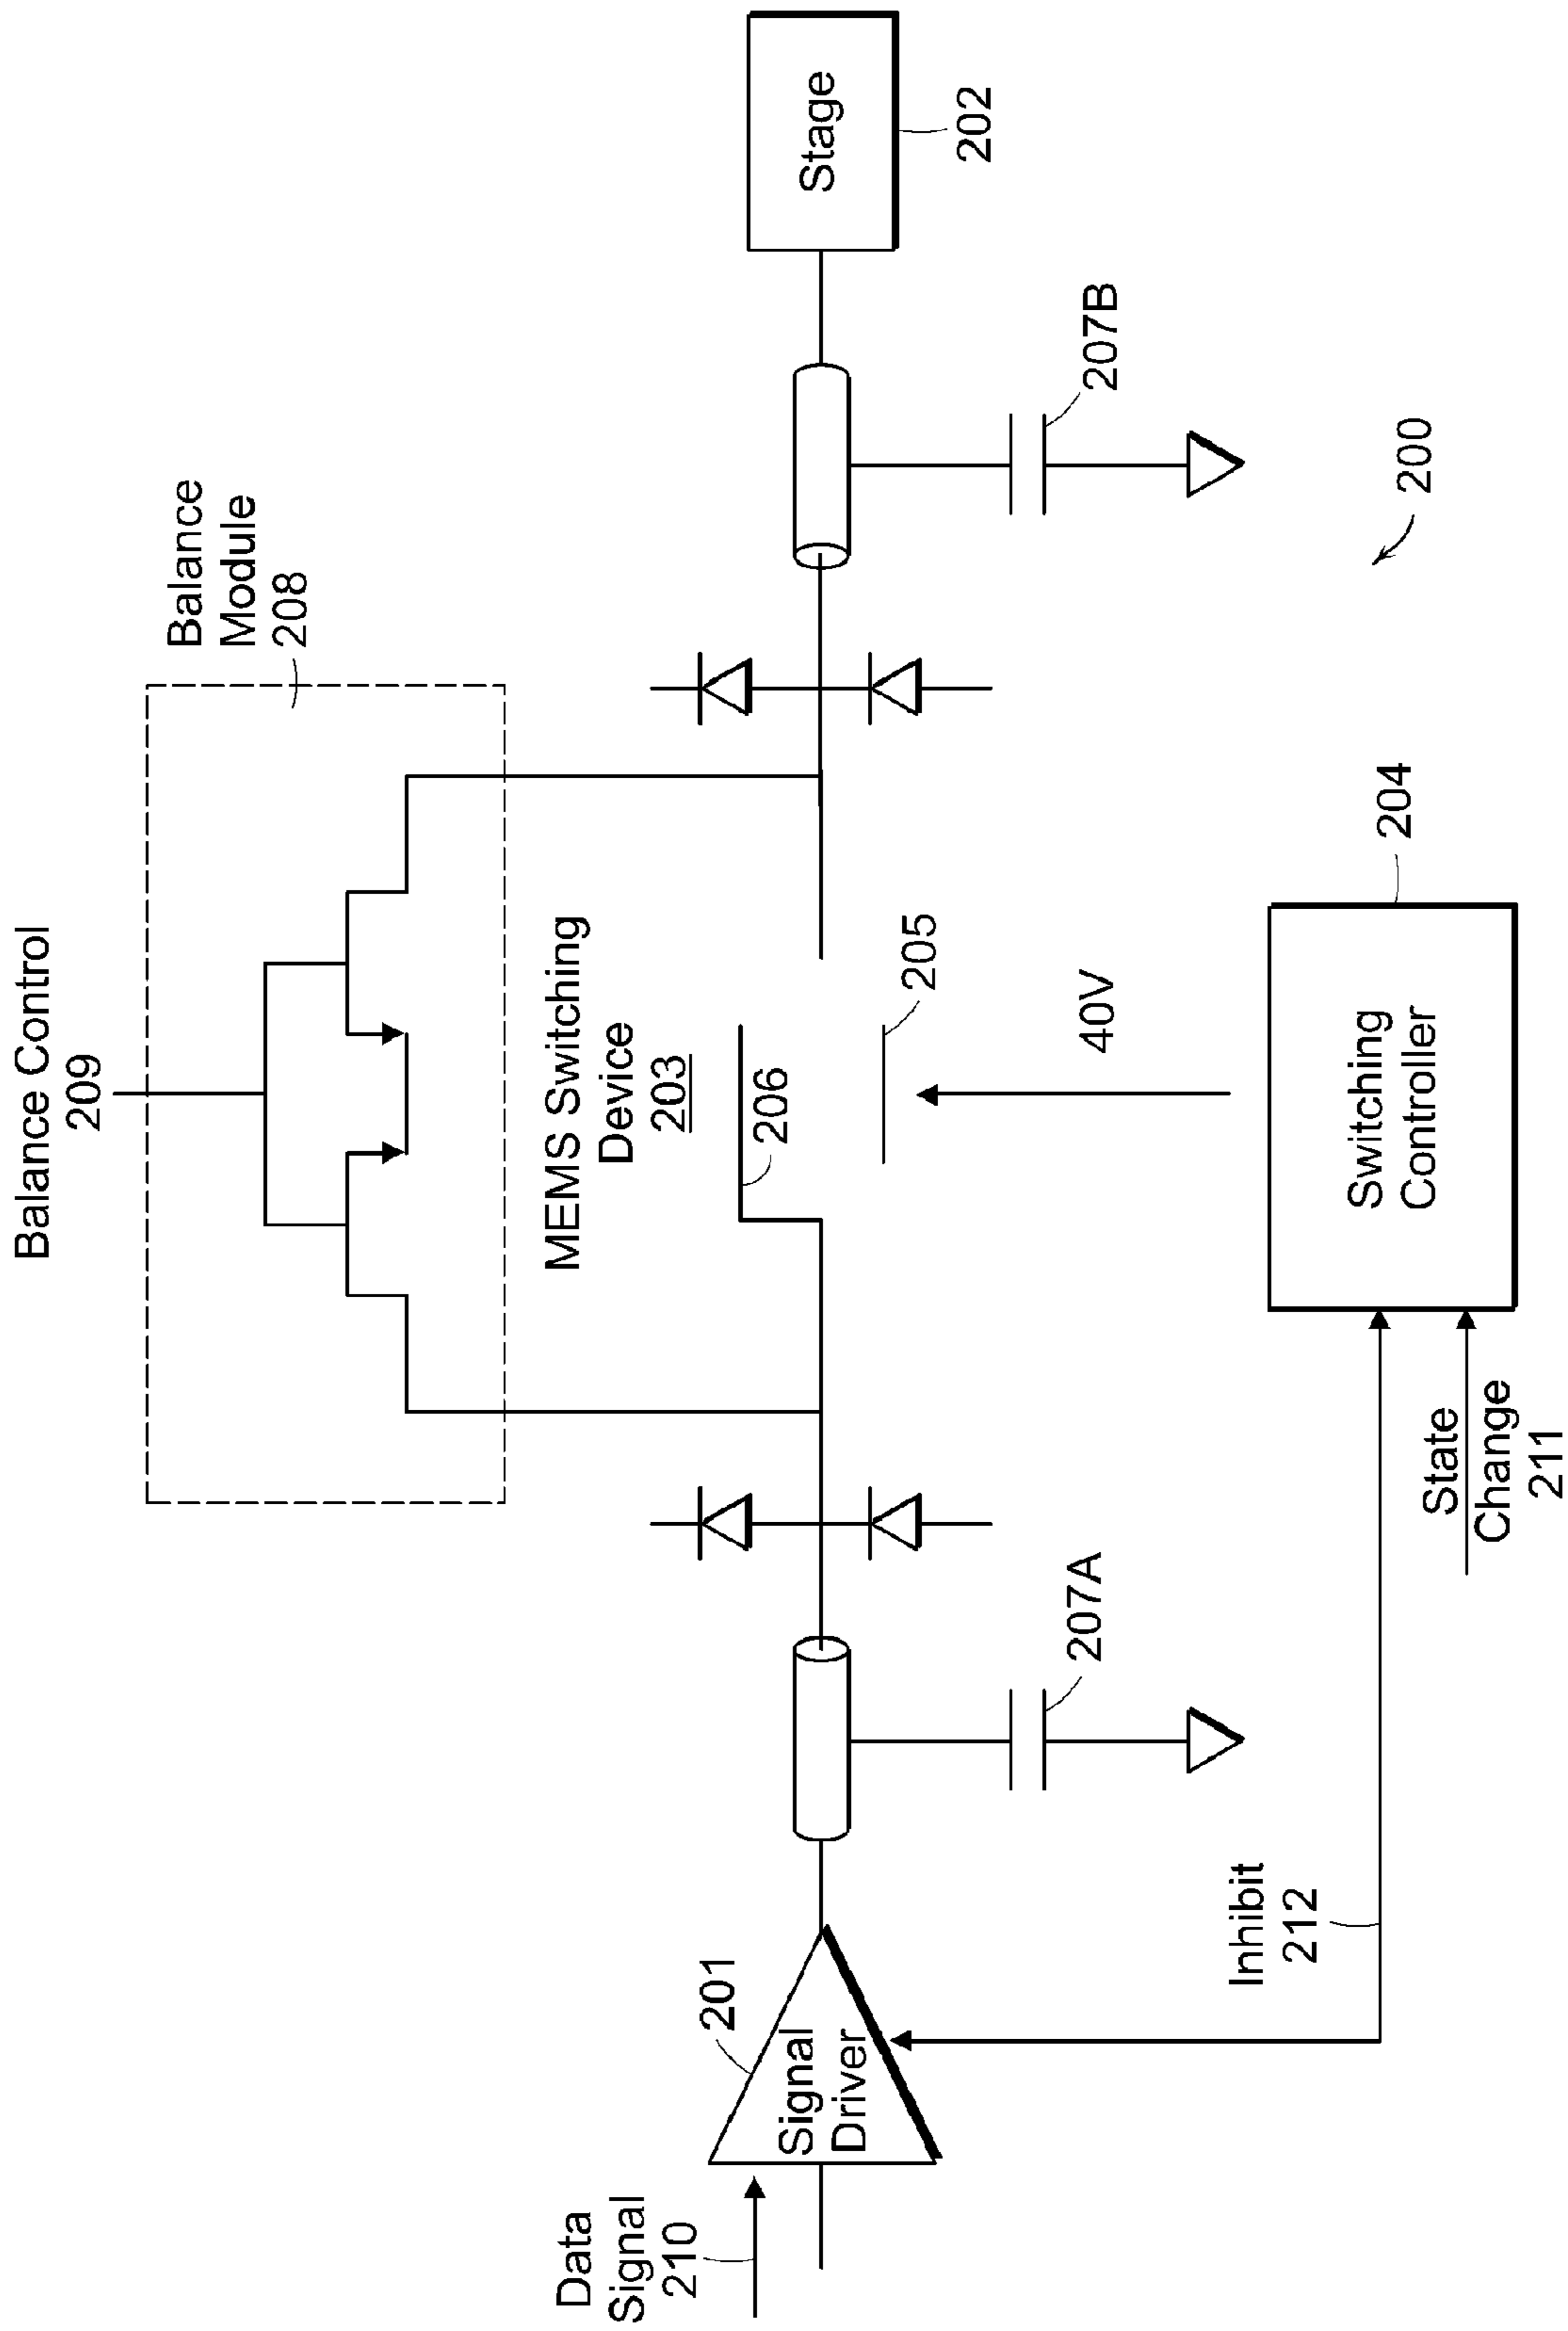 Balance Control
209
Balance
Module
208
MEMS Switching
Device
203
206
205
40V
Data
Signal
210
Signal
Driver
201
207A
207B
Stage
202
Inhibit
212
State
Change
211
Switching
Controller
204
200